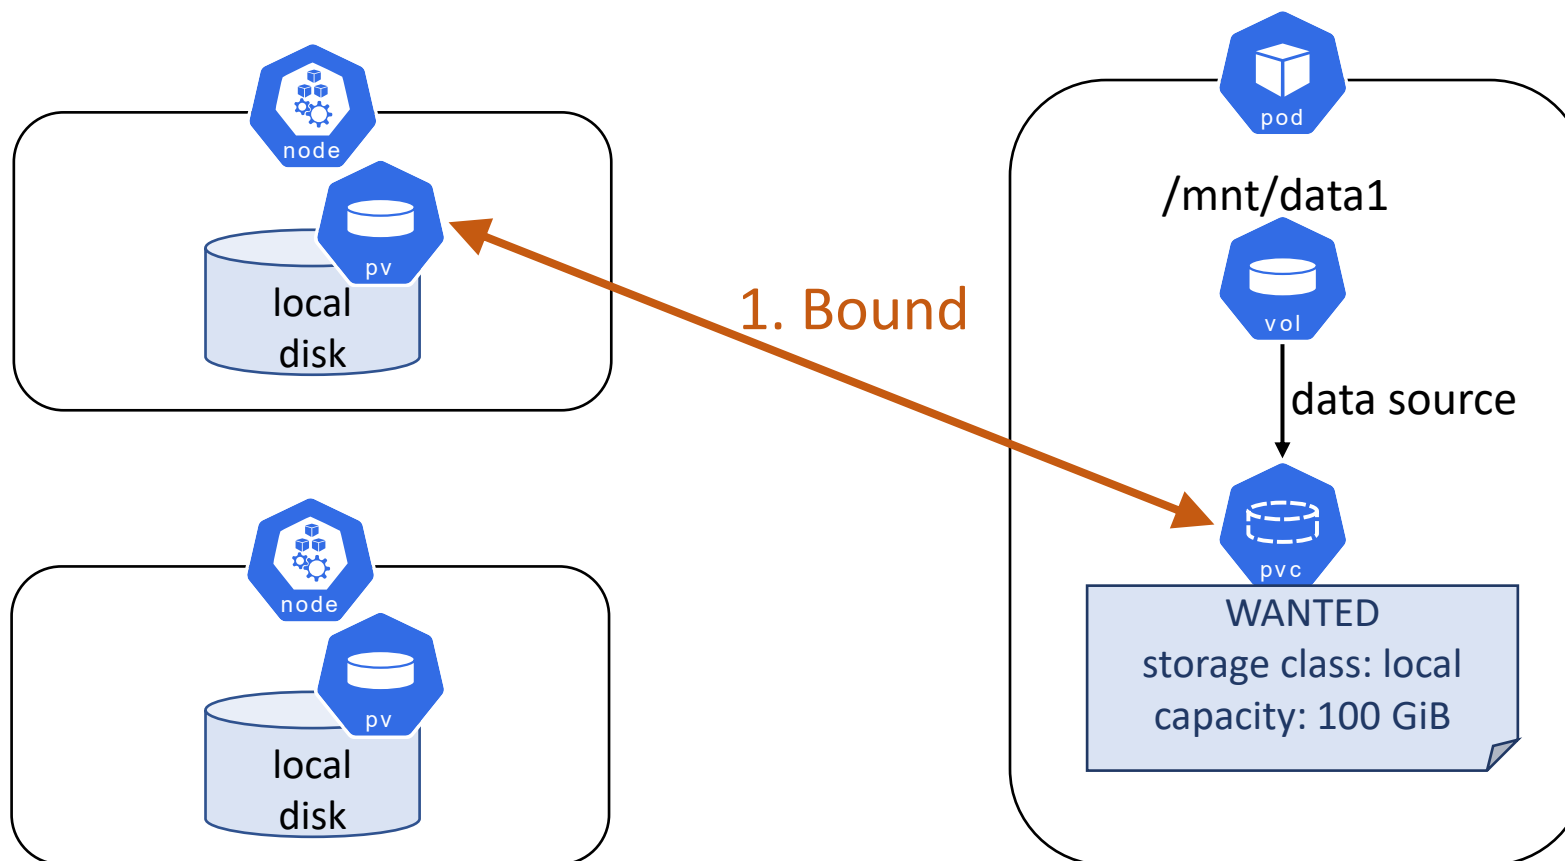 node
pv
local
disk
1. Bound
node
pv
local
disk
pod
/mnt/data1
vol
data source
pvc
WANTED
storage class: local
capacity: 100 GiB